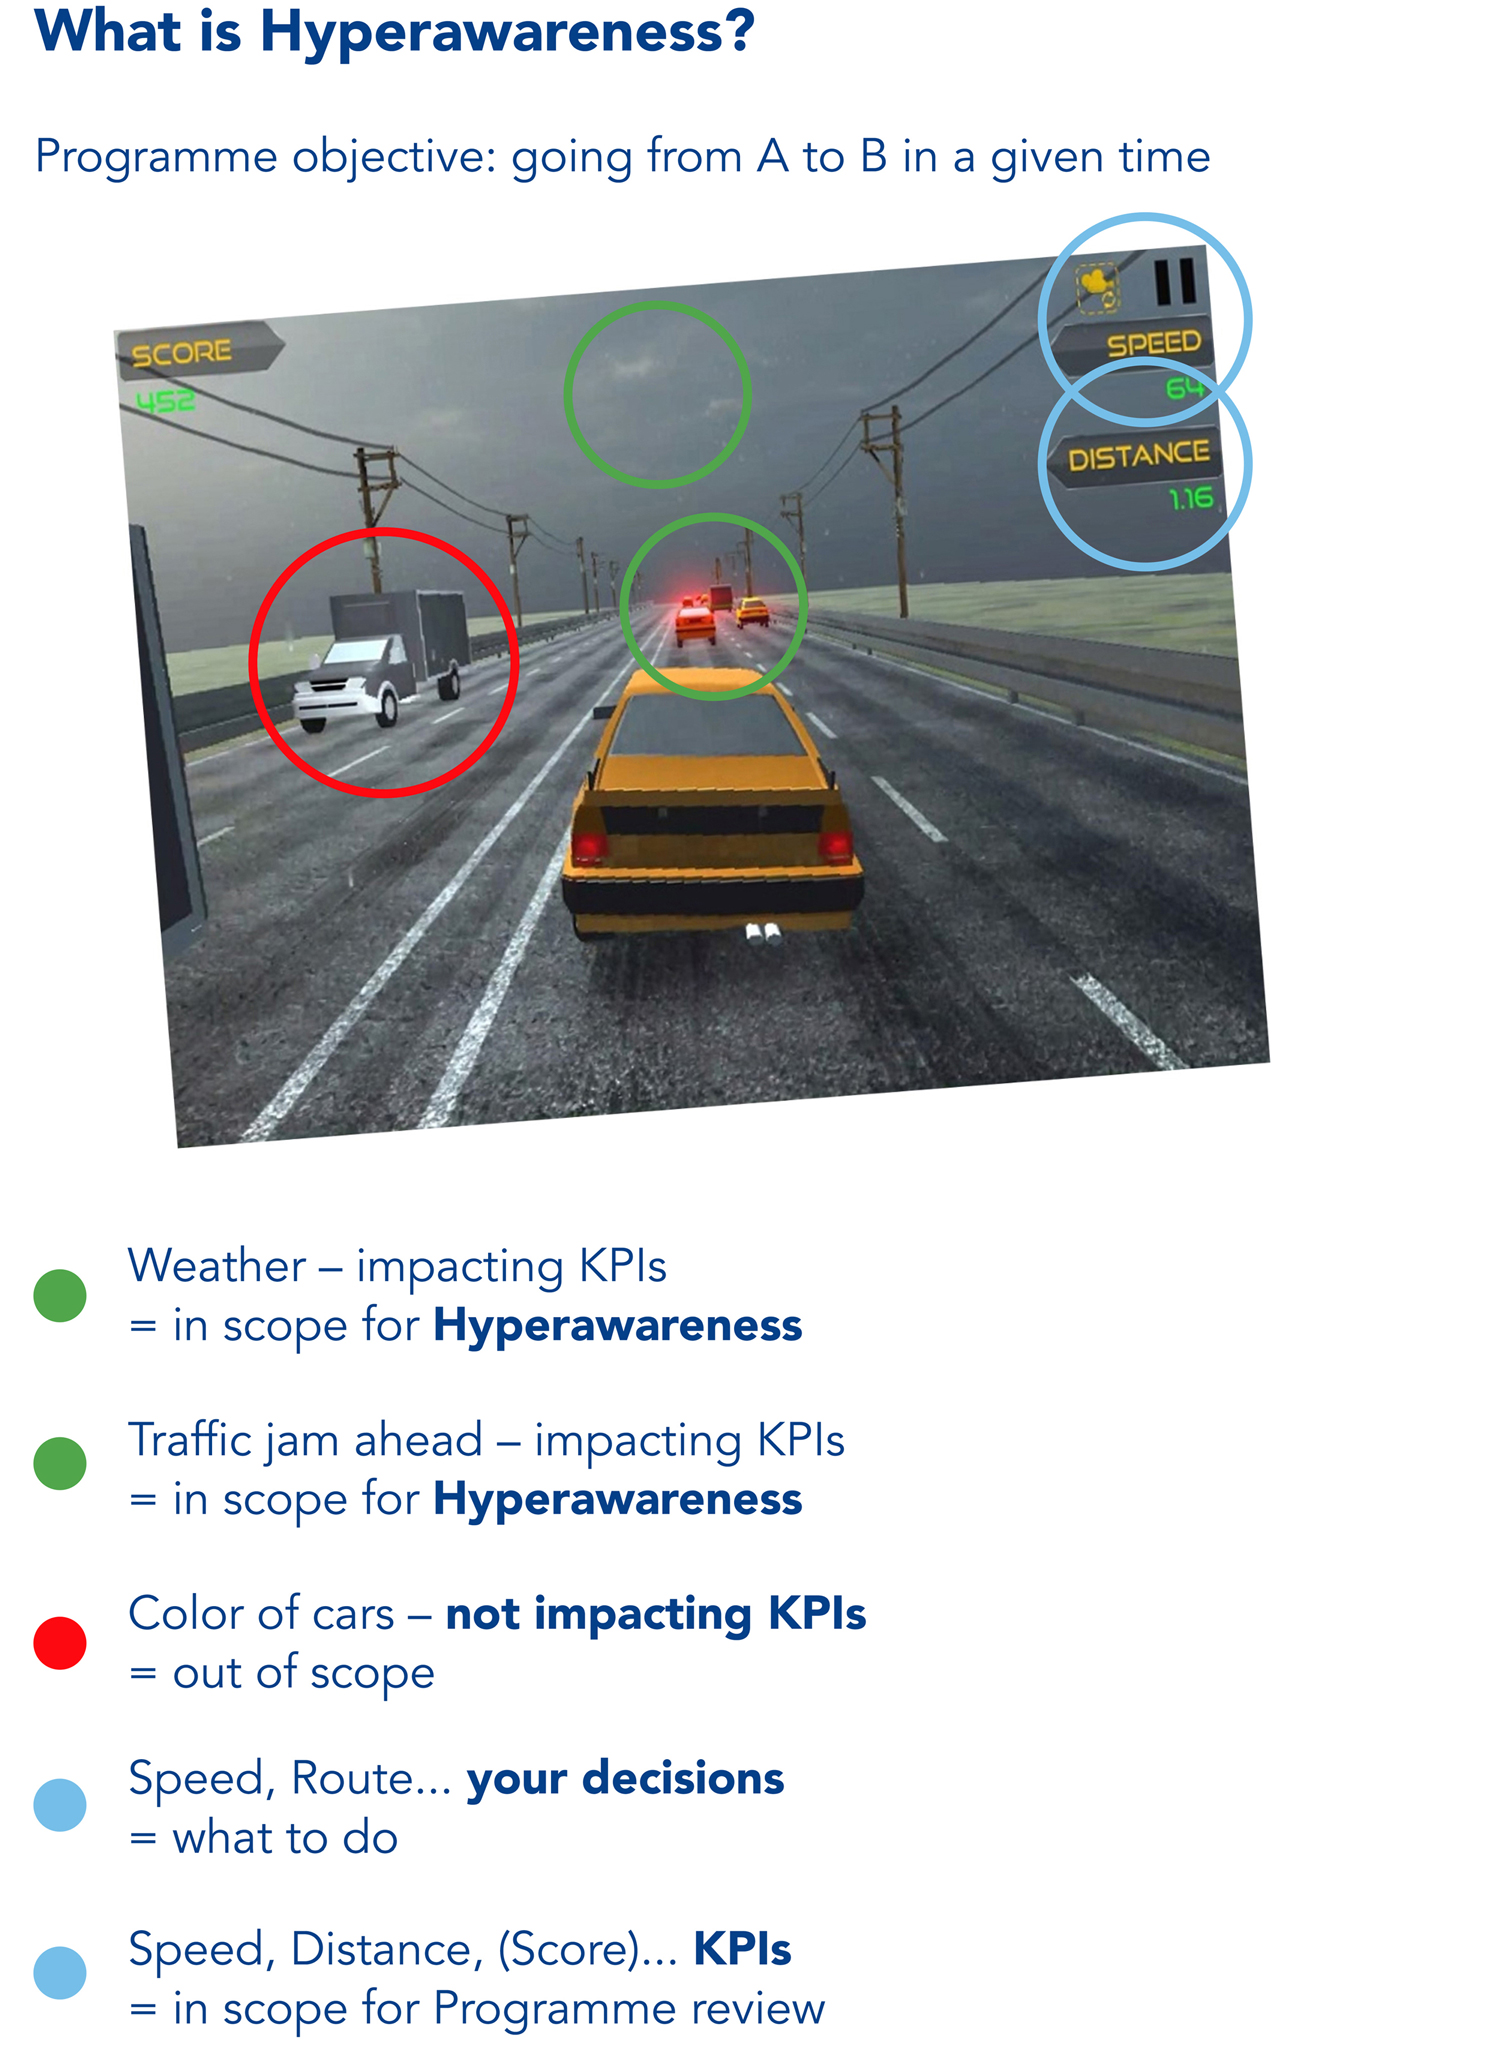 What is Hyperawareness?
Programme objective: going from A to B in a given time
SCORE
452
SPEED
64
DISTANCE
1.16
Weather – impacting KPIs
= in scope for Hyperawareness
Traffic jam ahead – impacting KPIs
= in scope for Hyperawareness
Color of cars – not impacting KPIs
= out of scope
Speed, Route... your decisions
= what to do
Speed, Distance, (Score)... KPIs
= in scope for Programme review